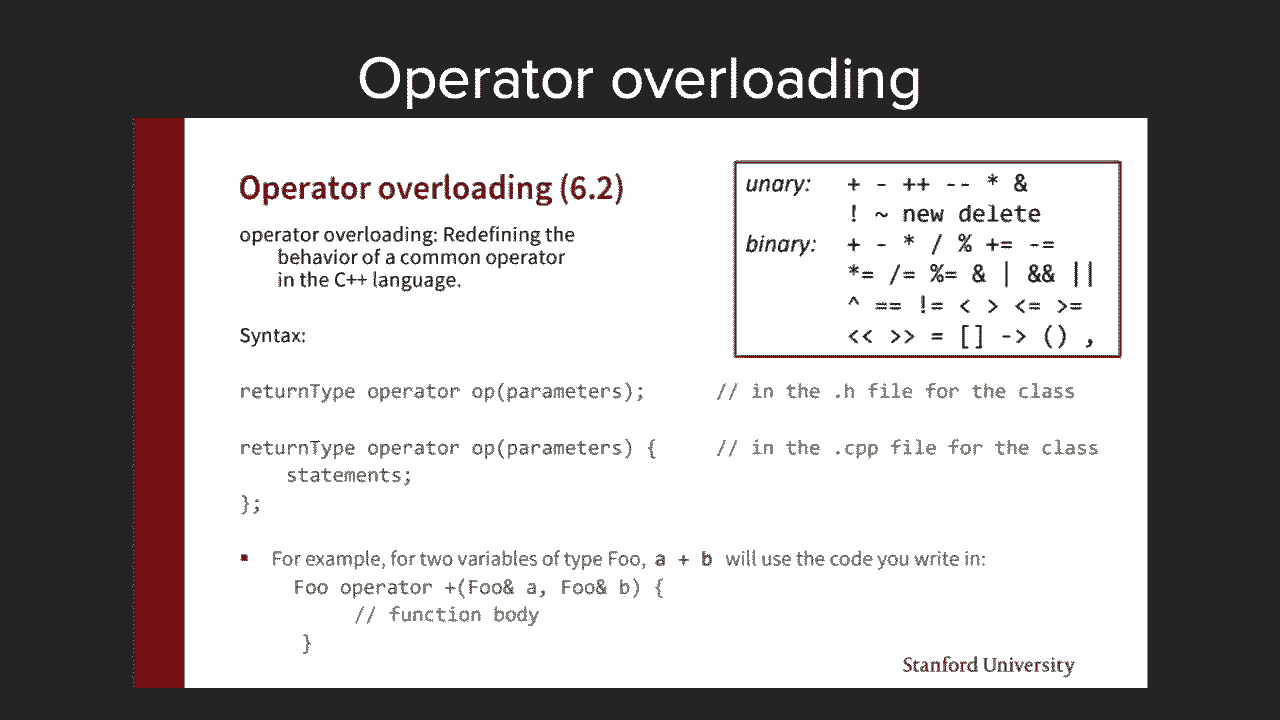 Operator overloading
Operator overloading (6.2)
operator overloading: Redefining the
behavior of a common operator
in the C++ language.
unary: + - ++ -- * &
! ~ new delete
binary: + - * / % += -=
*= /= %= & | && ||
^ == != < > <= >=
<< >> = [] -> () ,
Syntax:
returnType operator op(parameters); // in the .h file for the class
returnType operator op(parameters) { // in the .cpp file for the class
statements;
};
▪ For example, for two variables of type Foo, a + b will use the code you write in:
Foo operator +(Foo& a, Foo& b) {
// function body
}
Stanford University